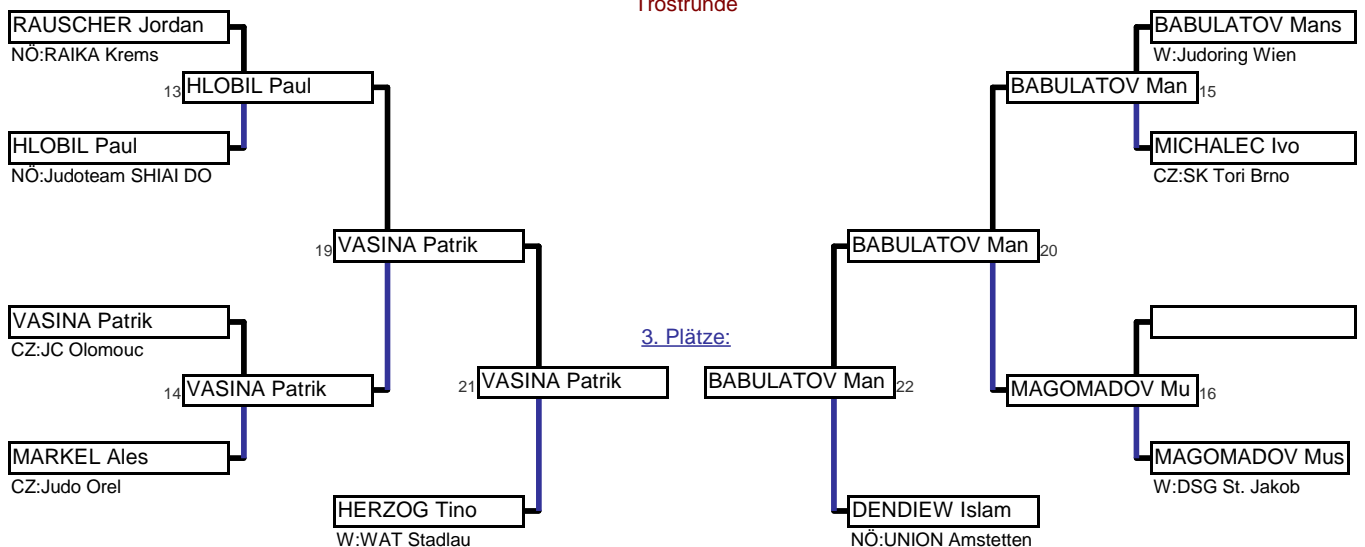 Trostrunde
RAUSCHER Jordan
NÖ:RAIKA Krems
13 HLOBIL Paul
HLOBIL Paul
NÖ:Judoteam SHIAI DO
19 VASINA Patrik
VASINA Patrik
CZ:JC Olomouc
14 VASINA Patrik
MARKEL Ales
CZ:Judo Orel
21 VASINA Patrik
HERZOG Tino
W:WAT Stadlau
3. Plätze:
BABULATOV Mans
W:Judoring Wien
BABULATOV Man 15
MICHALEC Ivo
CZ:SK Tori Brno
BABULATOV Man 20
MAGOMADOV Mu 16
MAGOMADOV Mus
W:DSG St. Jakob
BABULATOV Man 22
DENDIEW Islam
NÖ:UNION Amstetten